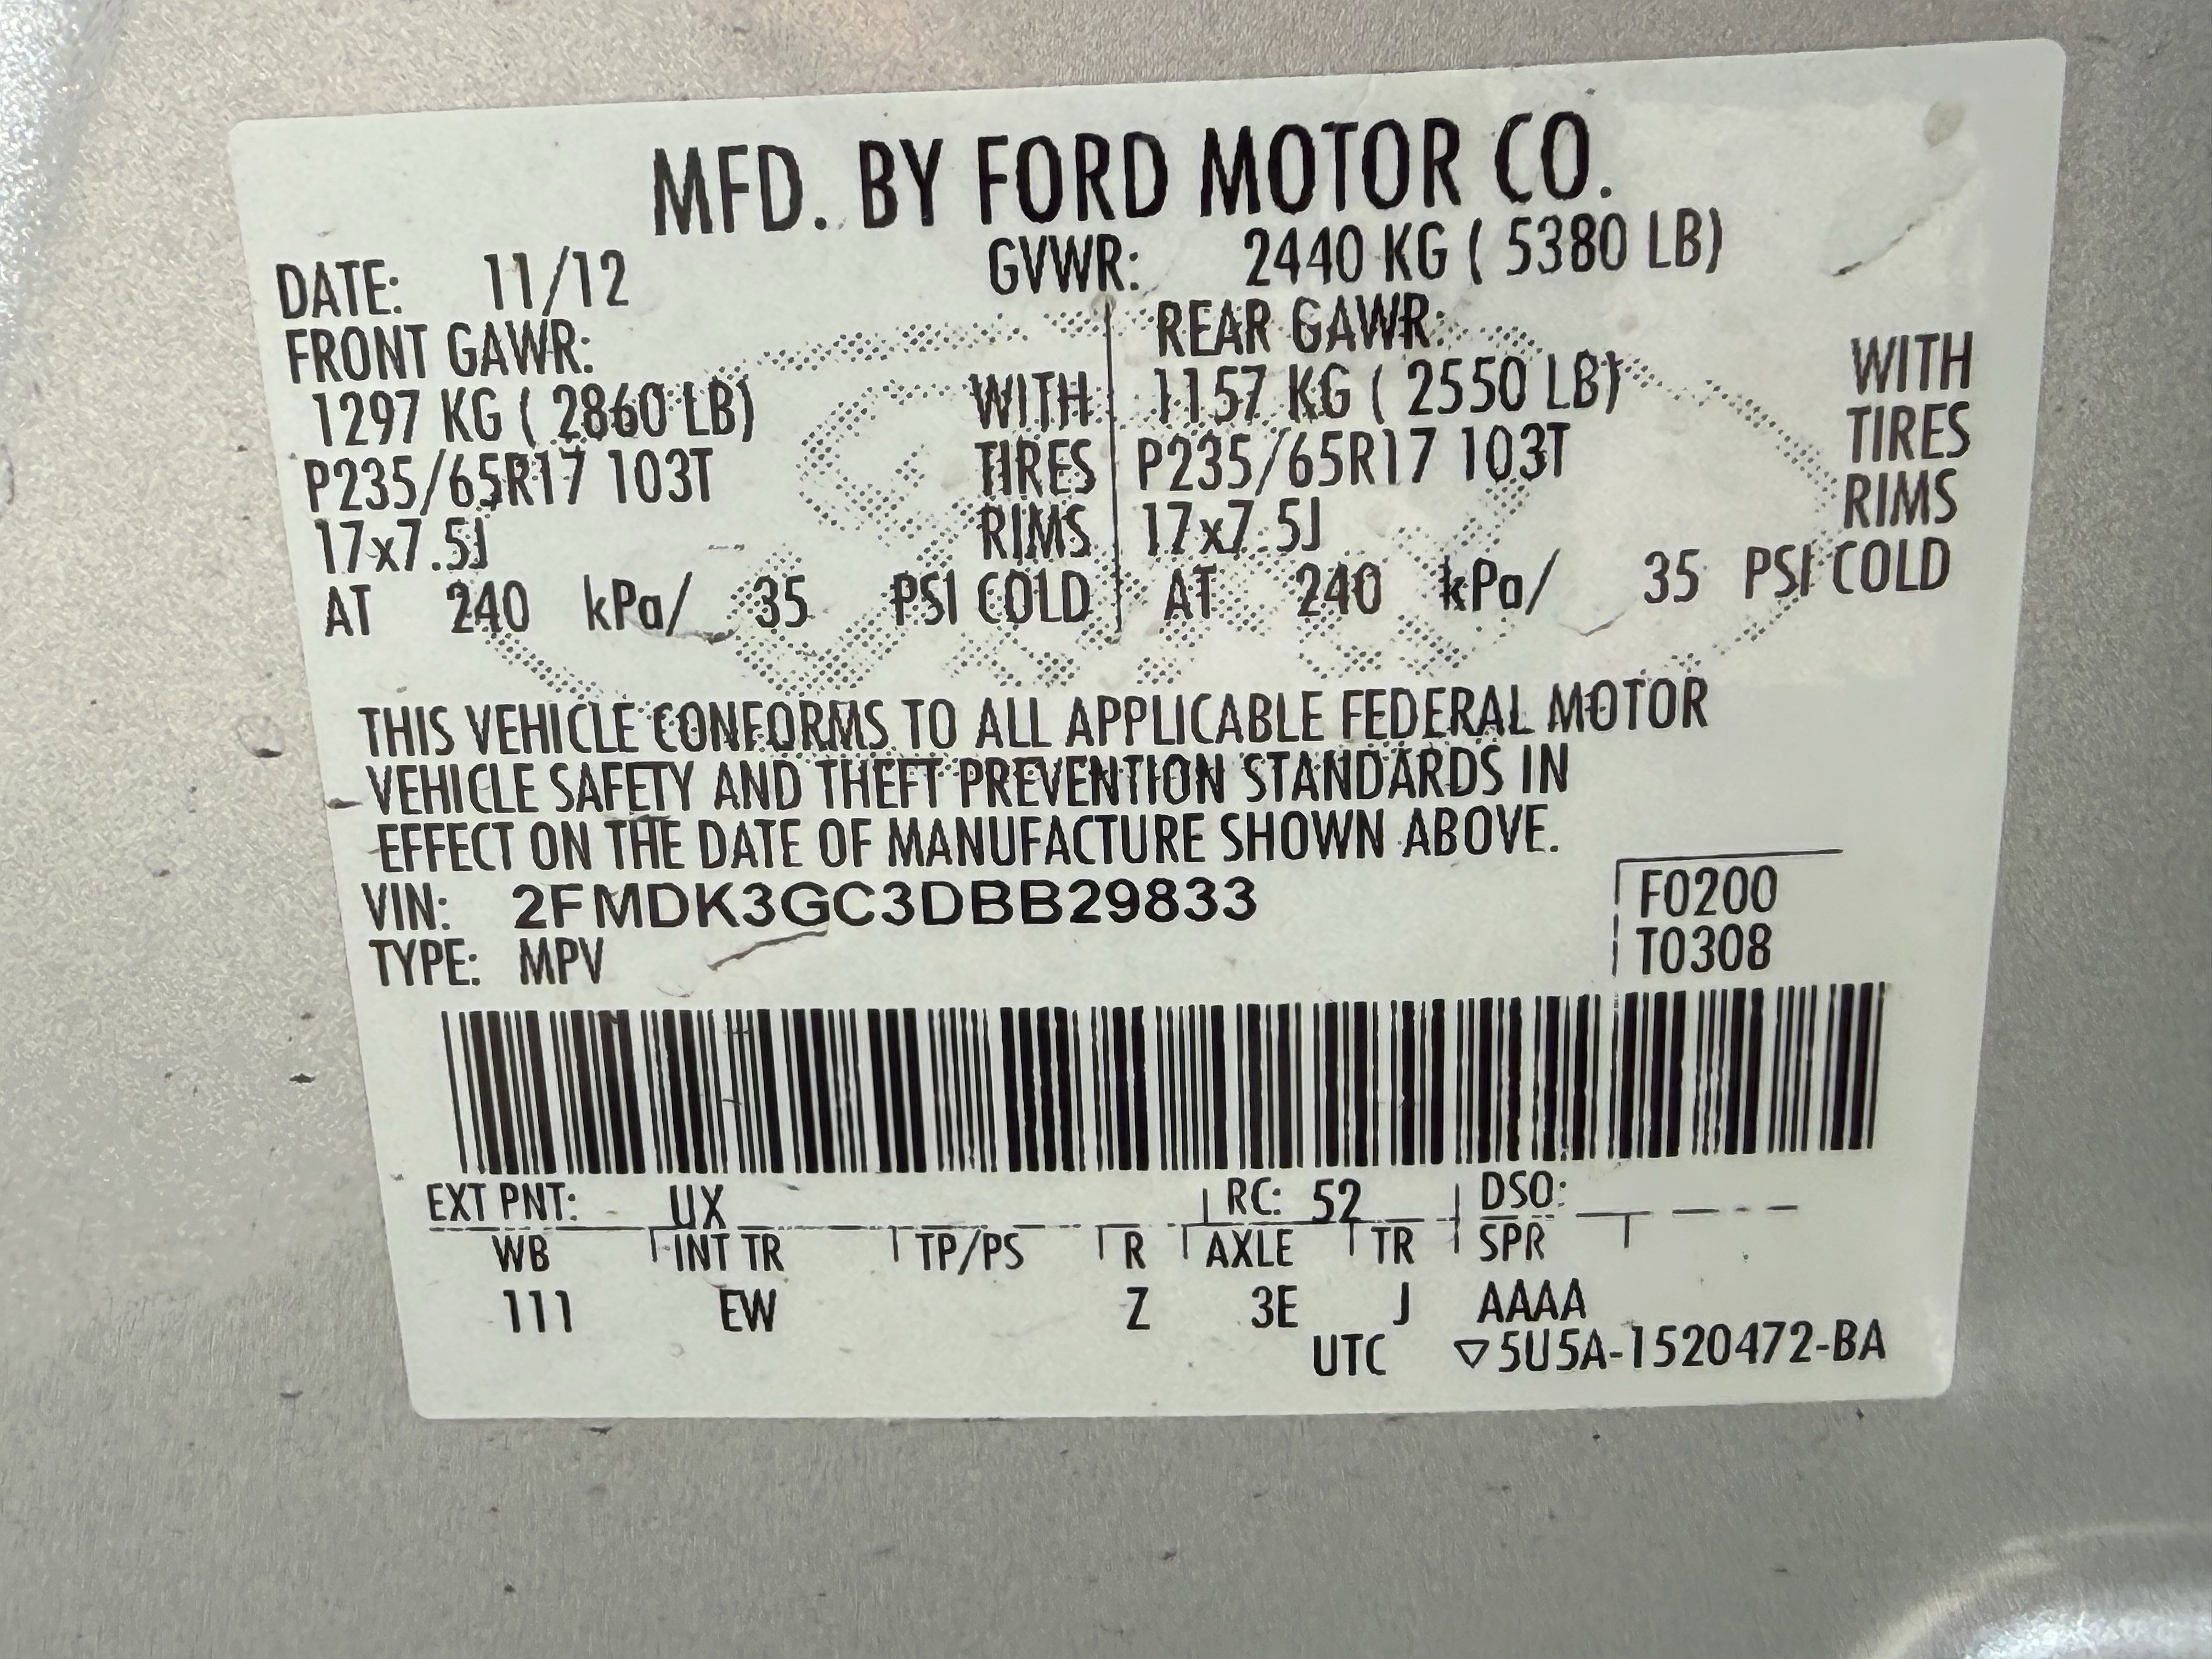 MFD. BY FORD MOTOR CO.
DATE: 11/12 GVWR: 2440 KG ( 5380 LB)
FRONT GAWR: REAR GAWR:
1297 KG ( 2860 LB) WITH 1157 KG ( 2550 LB) WITH
P235/65R17 103T TIRES P235/65R17 103T TIRES
17x7.5J RIMS 17x7.5J RIMS
AT 240 kPa/ 35 PSI COLD AT 240 kPa/ 35 PSI COLD
THIS VEHICLE CONFORMS TO ALL APPLICABLE FEDERAL MOTOR
VEHICLE SAFETY AND THEFT PREVENTION STANDARDS IN
EFFECT ON THE DATE OF MANUFACTURE SHOWN ABOVE.
VIN: 2FMDK3GC3DBB29833 F0200
TYPE: MPV T0308
EXT PNT: UX RC: 52 DSO:
WB INT TR TP/PS R AXLE TR SPR
111 EW Z 3E J AAAA
UTC ▽5U5A-1520472-BA